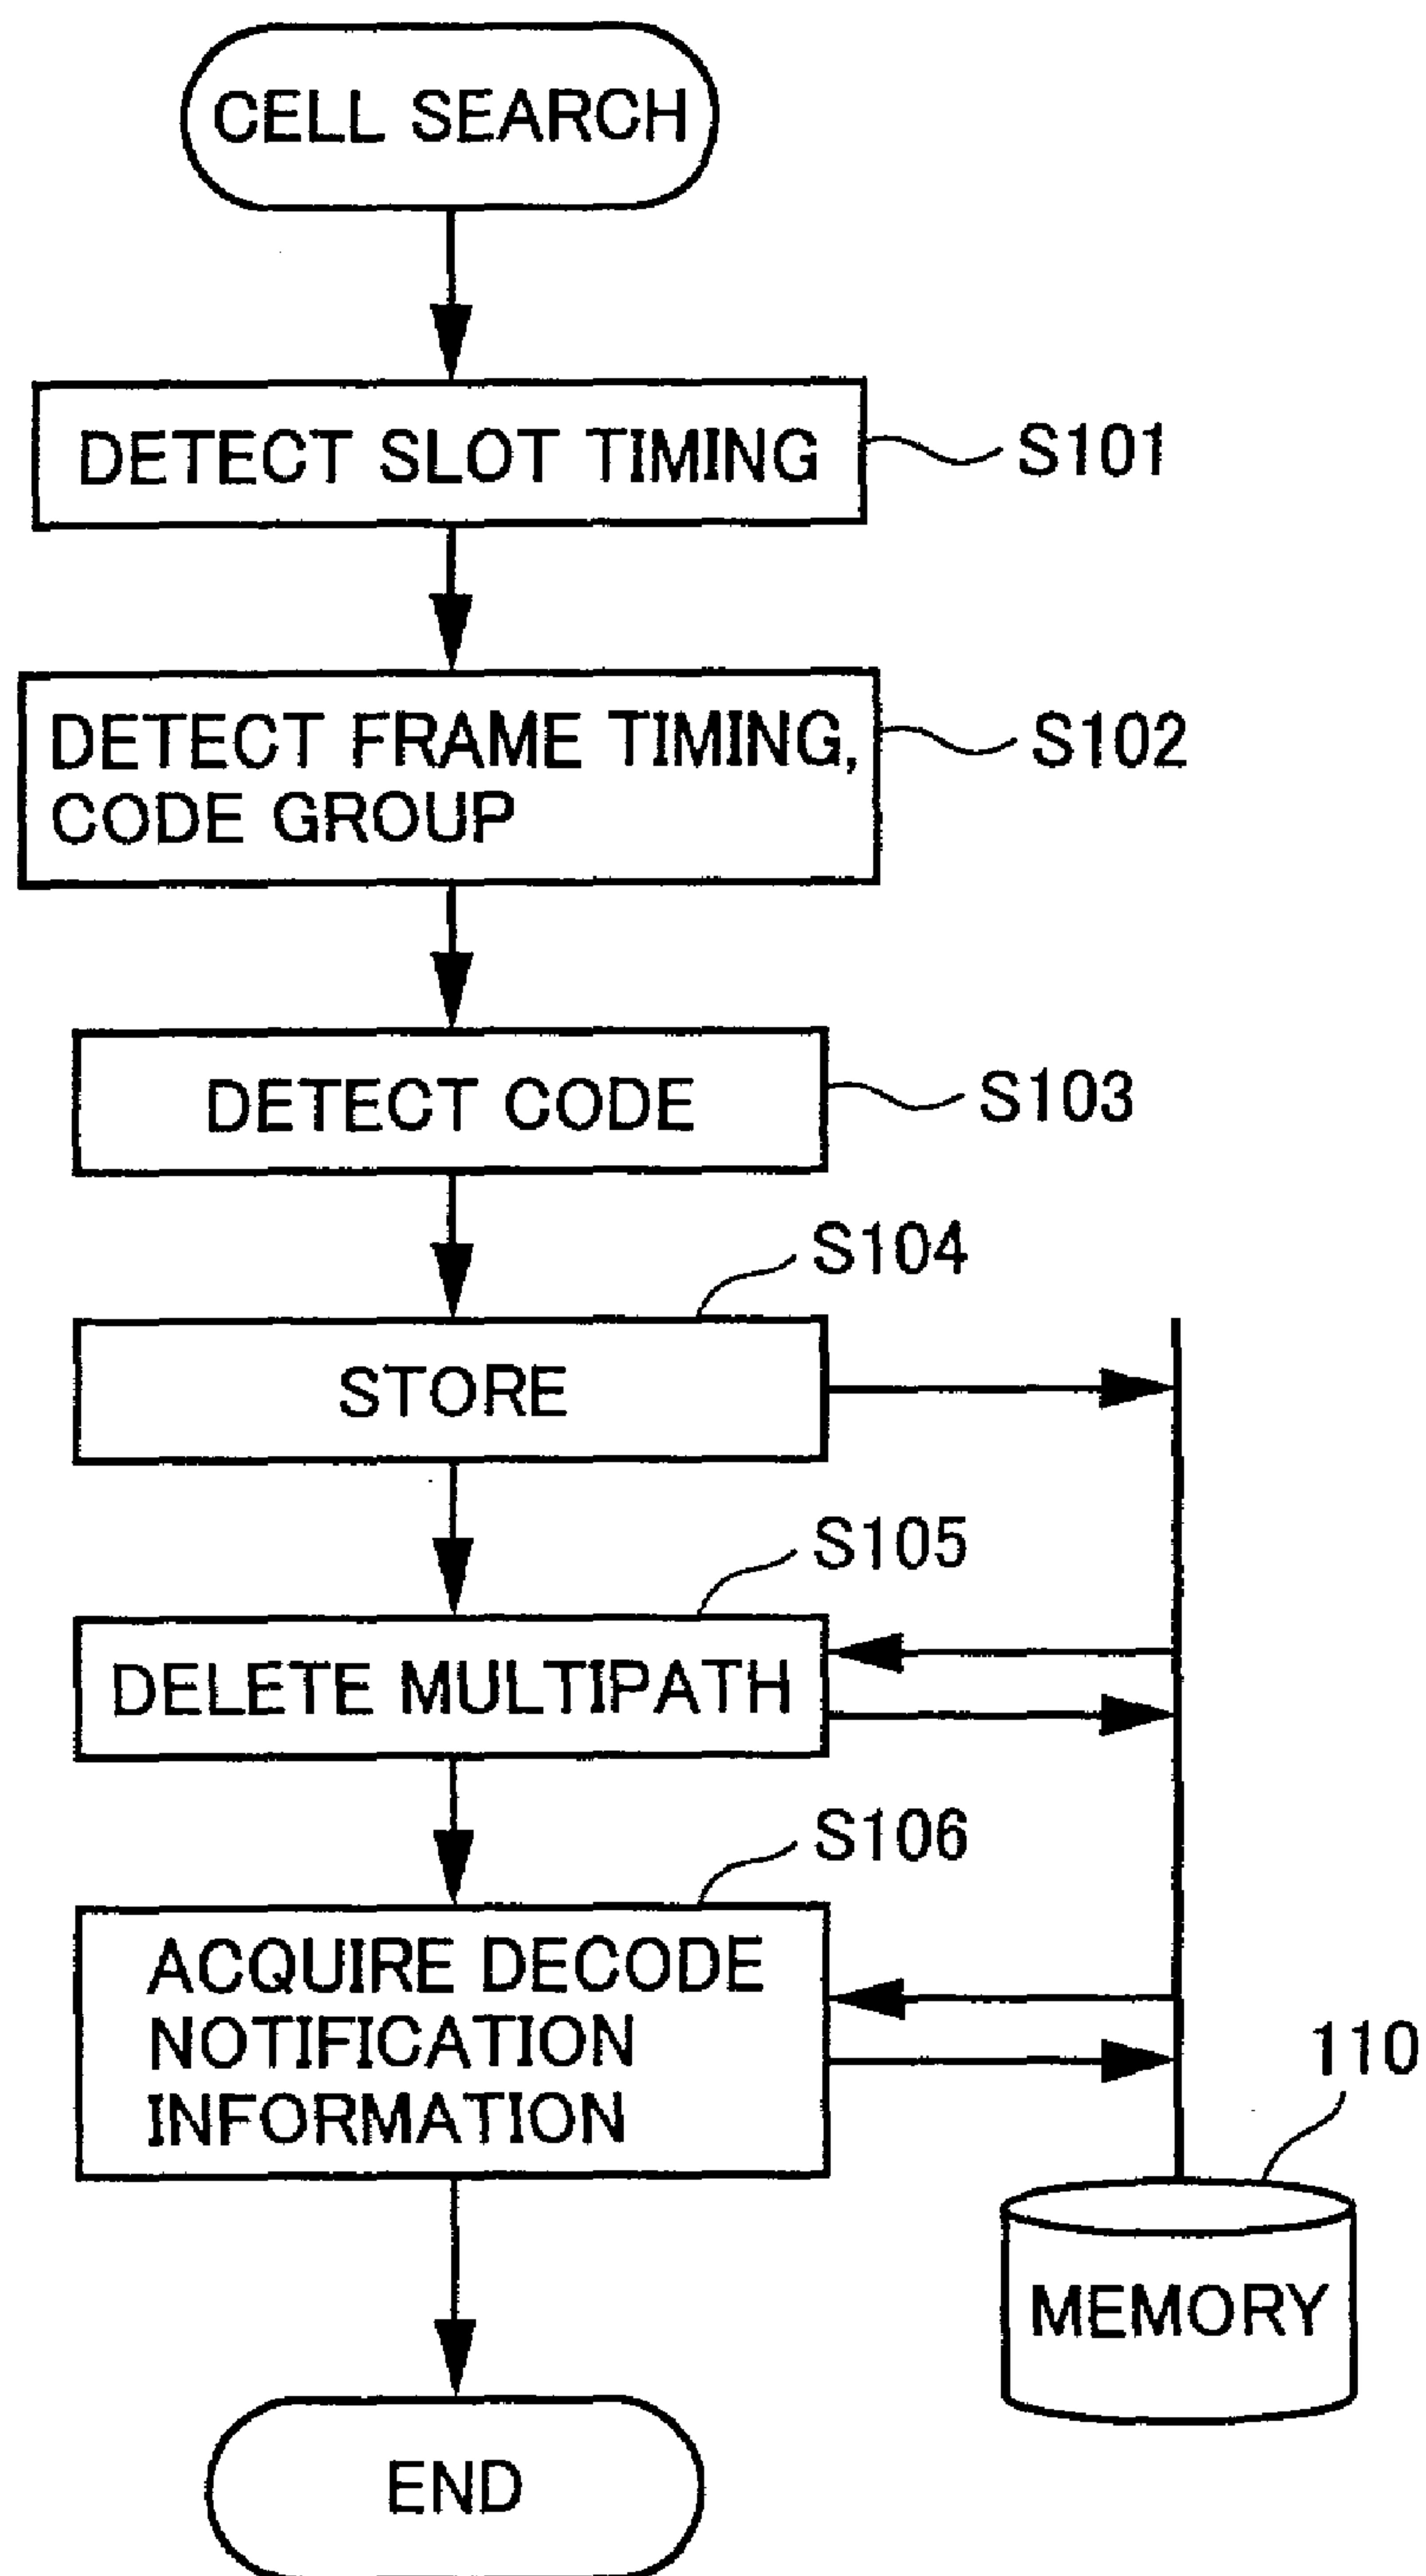 CELL SEARCH
DETECT SLOT TIMING
S101
DETECT FRAME TIMING,
CODE GROUP
S102
DETECT CODE
S103
S104
STORE
S105
DELETE MULTIPATH
S106
ACQUIRE DECODE
NOTIFICATION
INFORMATION
110
MEMORY
END